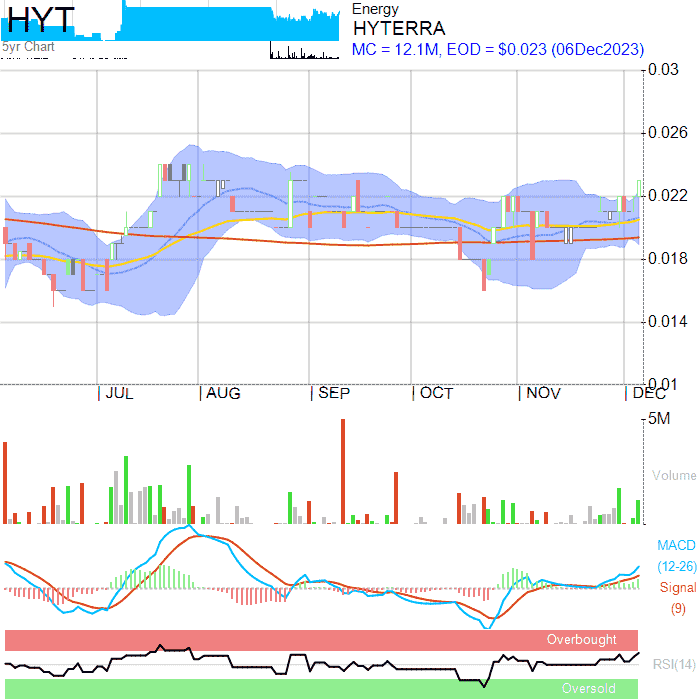 HYT
5yr Chart
Energy
HYTERRA
MC = 12.1M, EOD = $0.023 (06Dec2023)
0.03
0.026
0.022
0.018
0.014
0.01
JUL
AUG
SEP
OCT
NOV
DEC
5M
Volume
MACD
(12-26)
Signal
(9)
Overbought
RSI(14)
Oversold